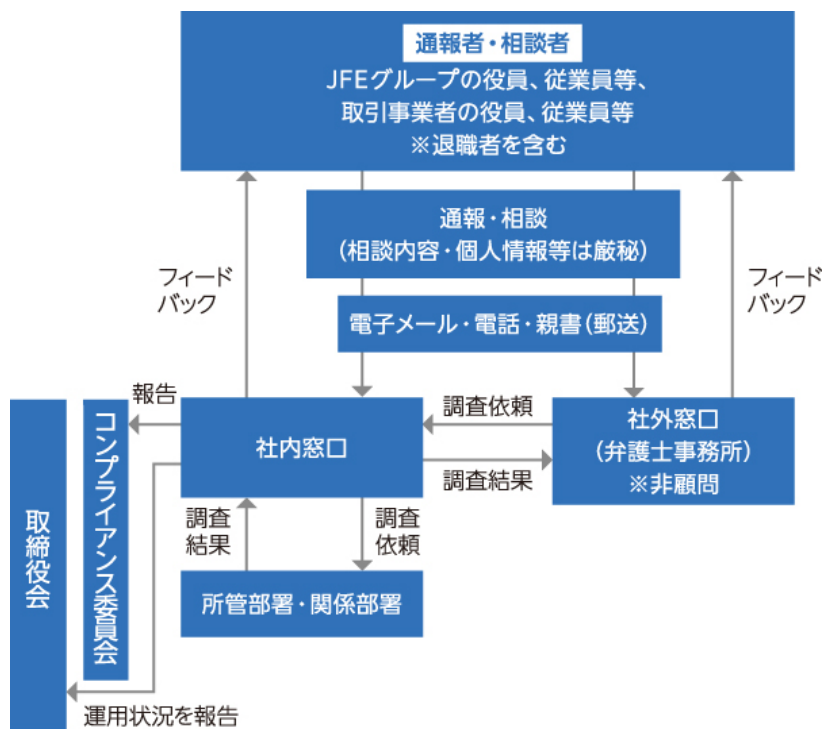 通報者・相談者
JFEグループの役員、従業員等、
取引事業者の役員、従業員等
※退職者を含む
通報・相談
(相談内容・個人情報等は厳秘)
フィード
バック
フィード
バック
電子メール・電話・親書(郵送)
報告
調査依頼
社内窓口
社外窓口
(弁護士事務所)
※非顧問
調査結果
コンプライアンス委員会
取締役会
調査
結果
調査
依頼
所管部署・関係部署
運用状況を報告